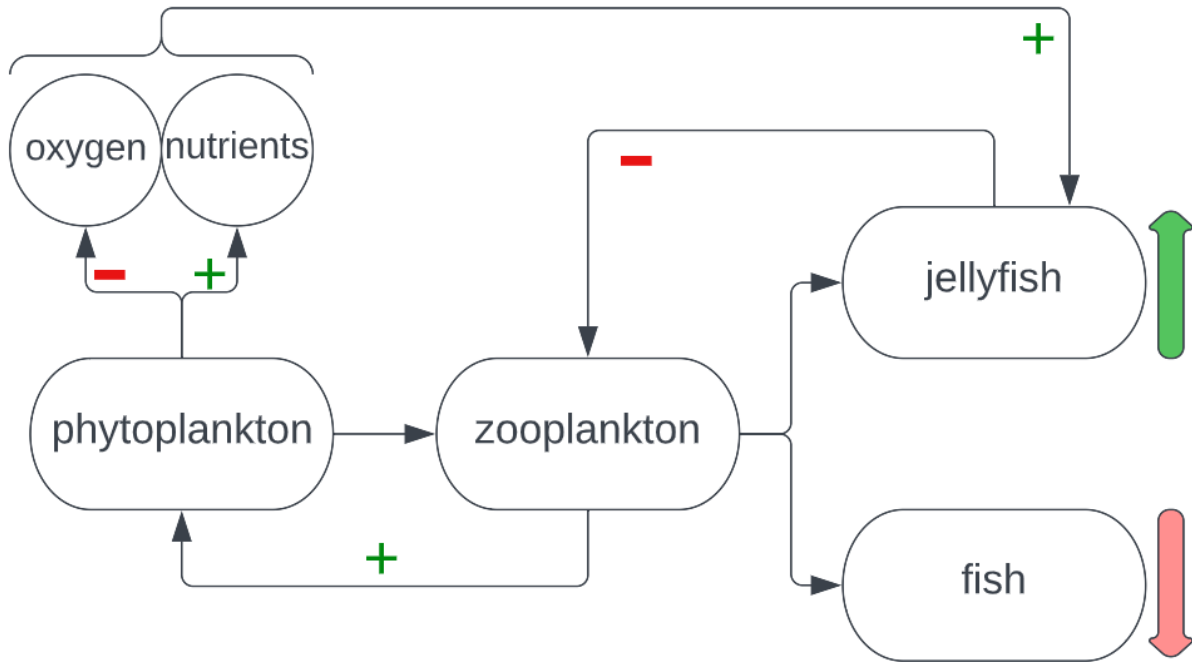 +
oxygen
nutrients
-
-
+
jellyfish
phytoplankton
zooplankton
+
fish